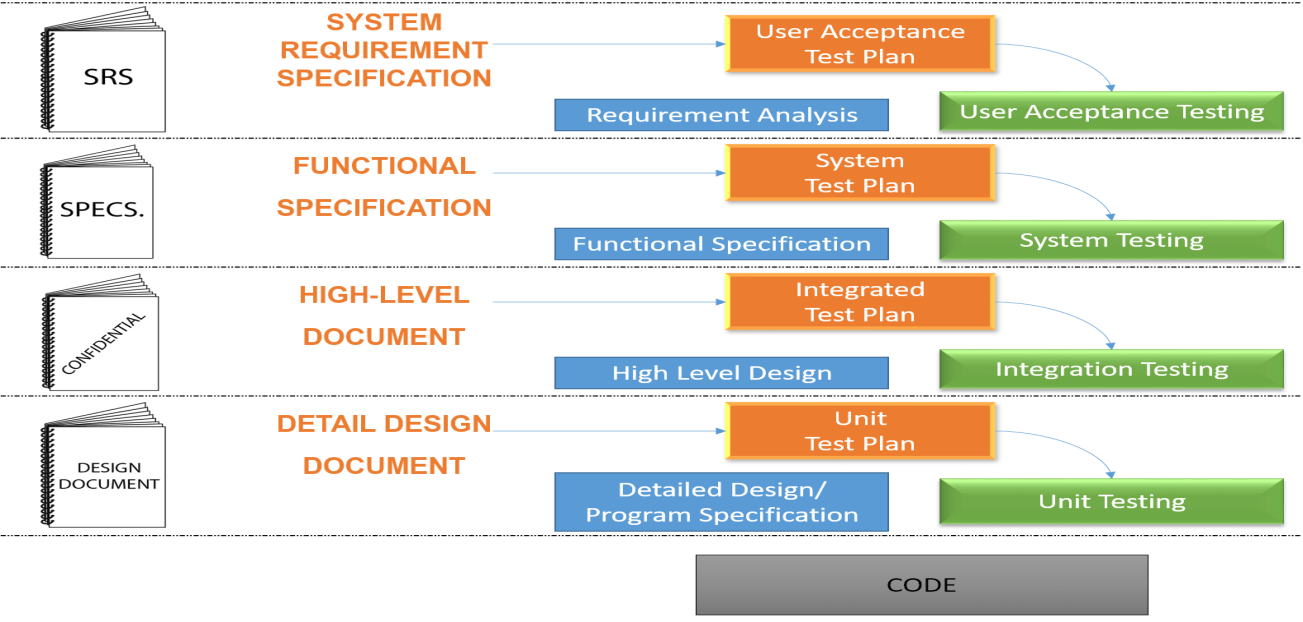 SRS
SYSTEM
REQUIREMENT
SPECIFICATION
User Acceptance
Test Plan
Requirement Analysis
User Acceptance Testing
SPECS.
FUNCTIONAL
SPECIFICATION
System
Test Plan
Functional Specification
System Testing
CONFIDENTIAL
HIGH-LEVEL
DOCUMENT
Integrated
Test Plan
High Level Design
Integration Testing
DESIGN
DOCUMENT
DETAIL DESIGN
DOCUMENT
Unit
Test Plan
Detailed Design/
Program Specification
Unit Testing
CODE